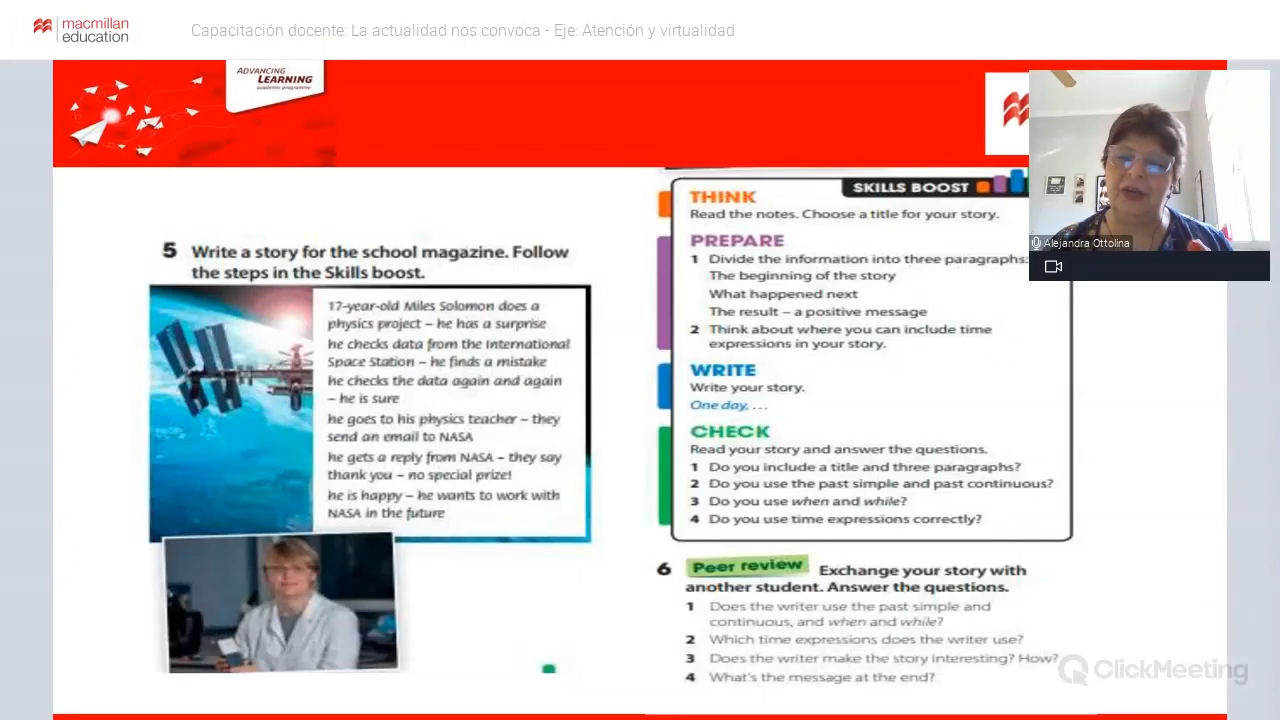 macmillan
education
Capacitación docente: La actualidad nos convoca - Eje: Atención y virtualidad
ADVANCING
LEARNING
academic programme
Alejandra Ottolina
5 Write a story for the school magazine. Follow
the steps in the Skills boost.
17-year-old Miles Solomon does a
physics project – he has a surprise
he checks data from the International
Space Station – he finds a mistake
he checks the data again and again
– he is sure
he goes to his physics teacher – they
send an email to NASA
he gets a reply from NASA – they say
thank you – no special prize!
he is happy – he wants to work with
NASA in the future
SKILLS BOOST
THINK
Read the notes. Choose a title for your story.
PREPARE
1 Divide the information into three paragraphs:
The beginning of the story
What happened next
The result – a positive message
2 Think about where you can include time
expressions in your story.
WRITE
Write your story.
One day, …
CHECK
Read your story and answer the questions.
1 Do you include a title and three paragraphs?
2 Do you use the past simple and past continuous?
3 Do you use when and while?
4 Do you use time expressions correctly?
6 Peer review Exchange your story with
another student. Answer the questions.
1 Does the writer use the past simple and
continuous, and when and while?
2 Which time expressions does the writer use?
3 Does the writer make the story interesting? How?
4 What's the message at the end?
ClickMeeting